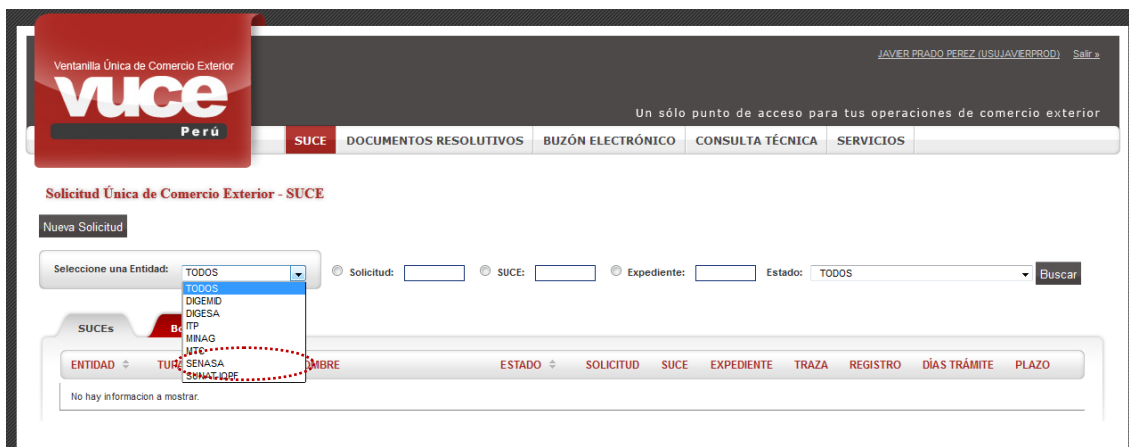 JAVIER PRADO PEREZ (USUJAVIERPROD) Salir »
Ventanilla Única de Comercio Exterior
vuce
Perú
Un sólo punto de acceso para tus operaciones de comercio exterior
SUCE DOCUMENTOS RESOLUTIVOS BUZÓN ELECTRÓNICO CONSULTA TÉCNICA SERVICIOS
Solicitud Única de Comercio Exterior - SUCE
Nueva Solicitud
Seleccione una Entidad: TODOS Solicitud: SUCE: Expediente: Estado: TODOS Buscar
TODOS
DIGEMID
DIGESA
ITP
MINAG
MTC
SENASA
SUNAT-IQPF
SUCEs
ENTIDAD ESTADO SOLICITUD SUCE EXPEDIENTE TRAZA REGISTRO DÍAS TRÁMITE PLAZO
No hay informacion a mostrar.